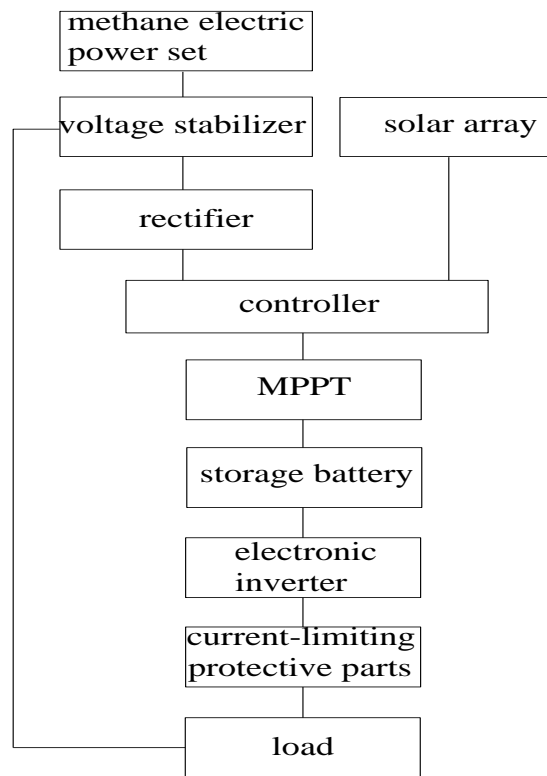 methane electric
power set
voltage stabilizer
solar array
rectifier
controller
MPPT
storage battery
electronic
inverter
current-limiting
protective parts
load